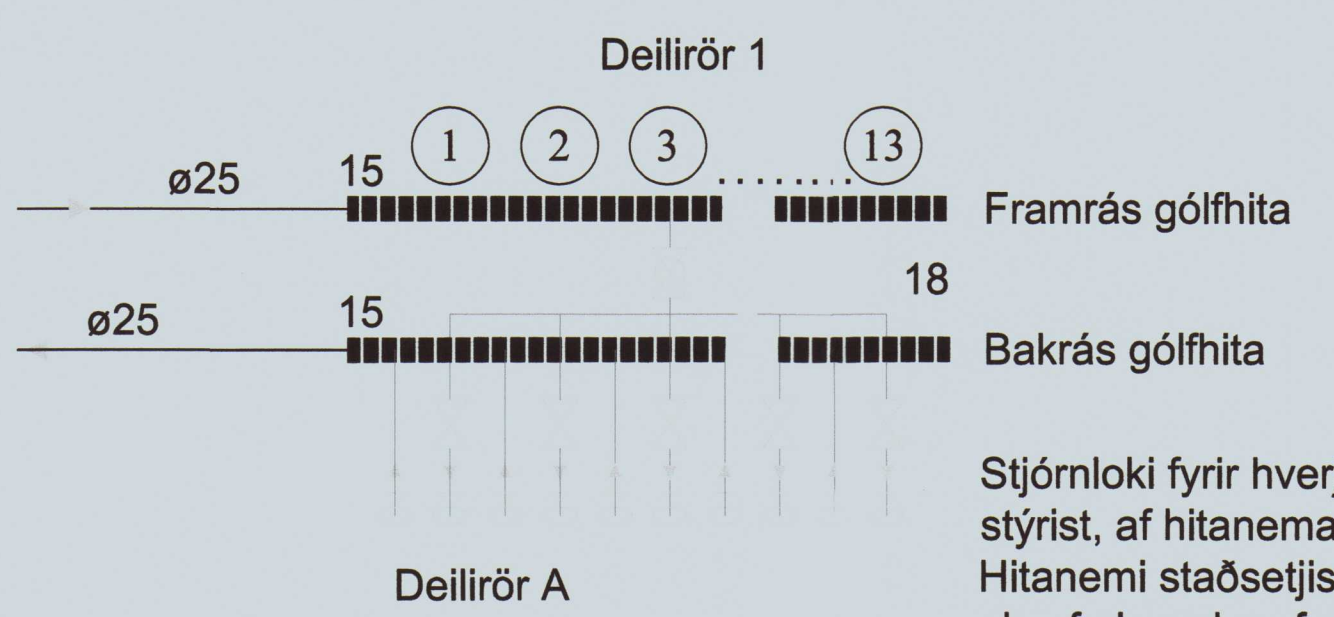 Deilirör 1
1 2 3 ........ 13
ø25 15
Framrás gólfhita
18
ø25 15
Bakrás gólfhita
Stjórnloki fyrir hver
stýrist, af hitanema
Hitanemi staðsetjis
Deilirör A